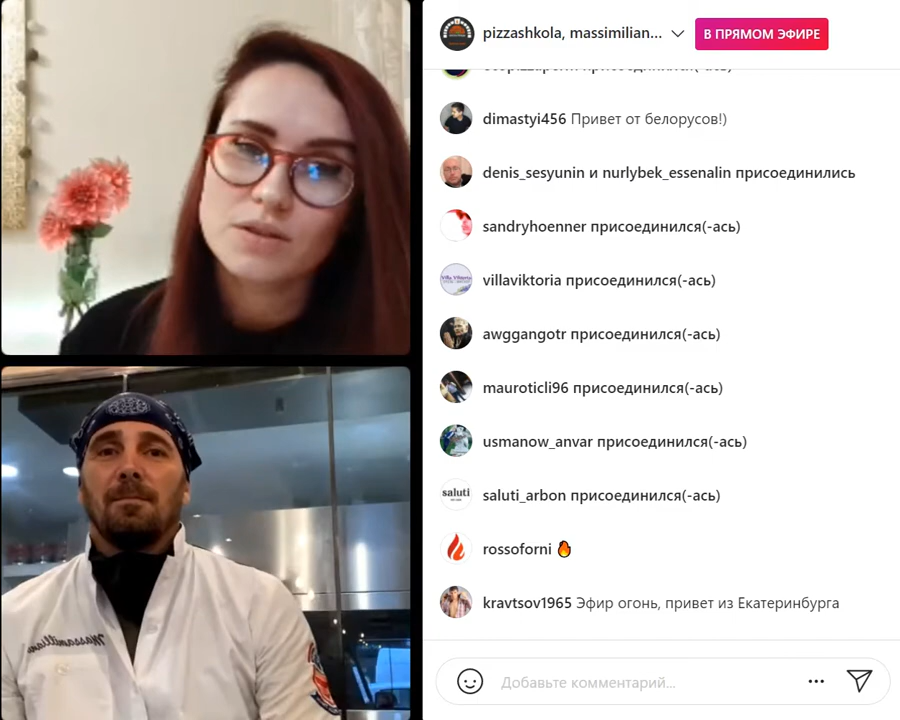 pizzashkola, massimilian...
В ПРЯМОМ ЭФИРЕ
dimastyi456 Привет от белорусов!)
denis_sesyunin и nurlybek_essenalin присоединились
sandryhoenner присоединился(-ась)
villaviktoria присоединился(-ась)
awggangotr присоединился(-ась)
mauroticli96 присоединился(-ась)
usmanow_anvar присоединился(-ась)
saluti
saluti_arbon присоединился(-ась)
rossoforni 🔥
kravtsov1965 Эфир огонь, привет из Екатеринбурга
Добавьте комментарий...